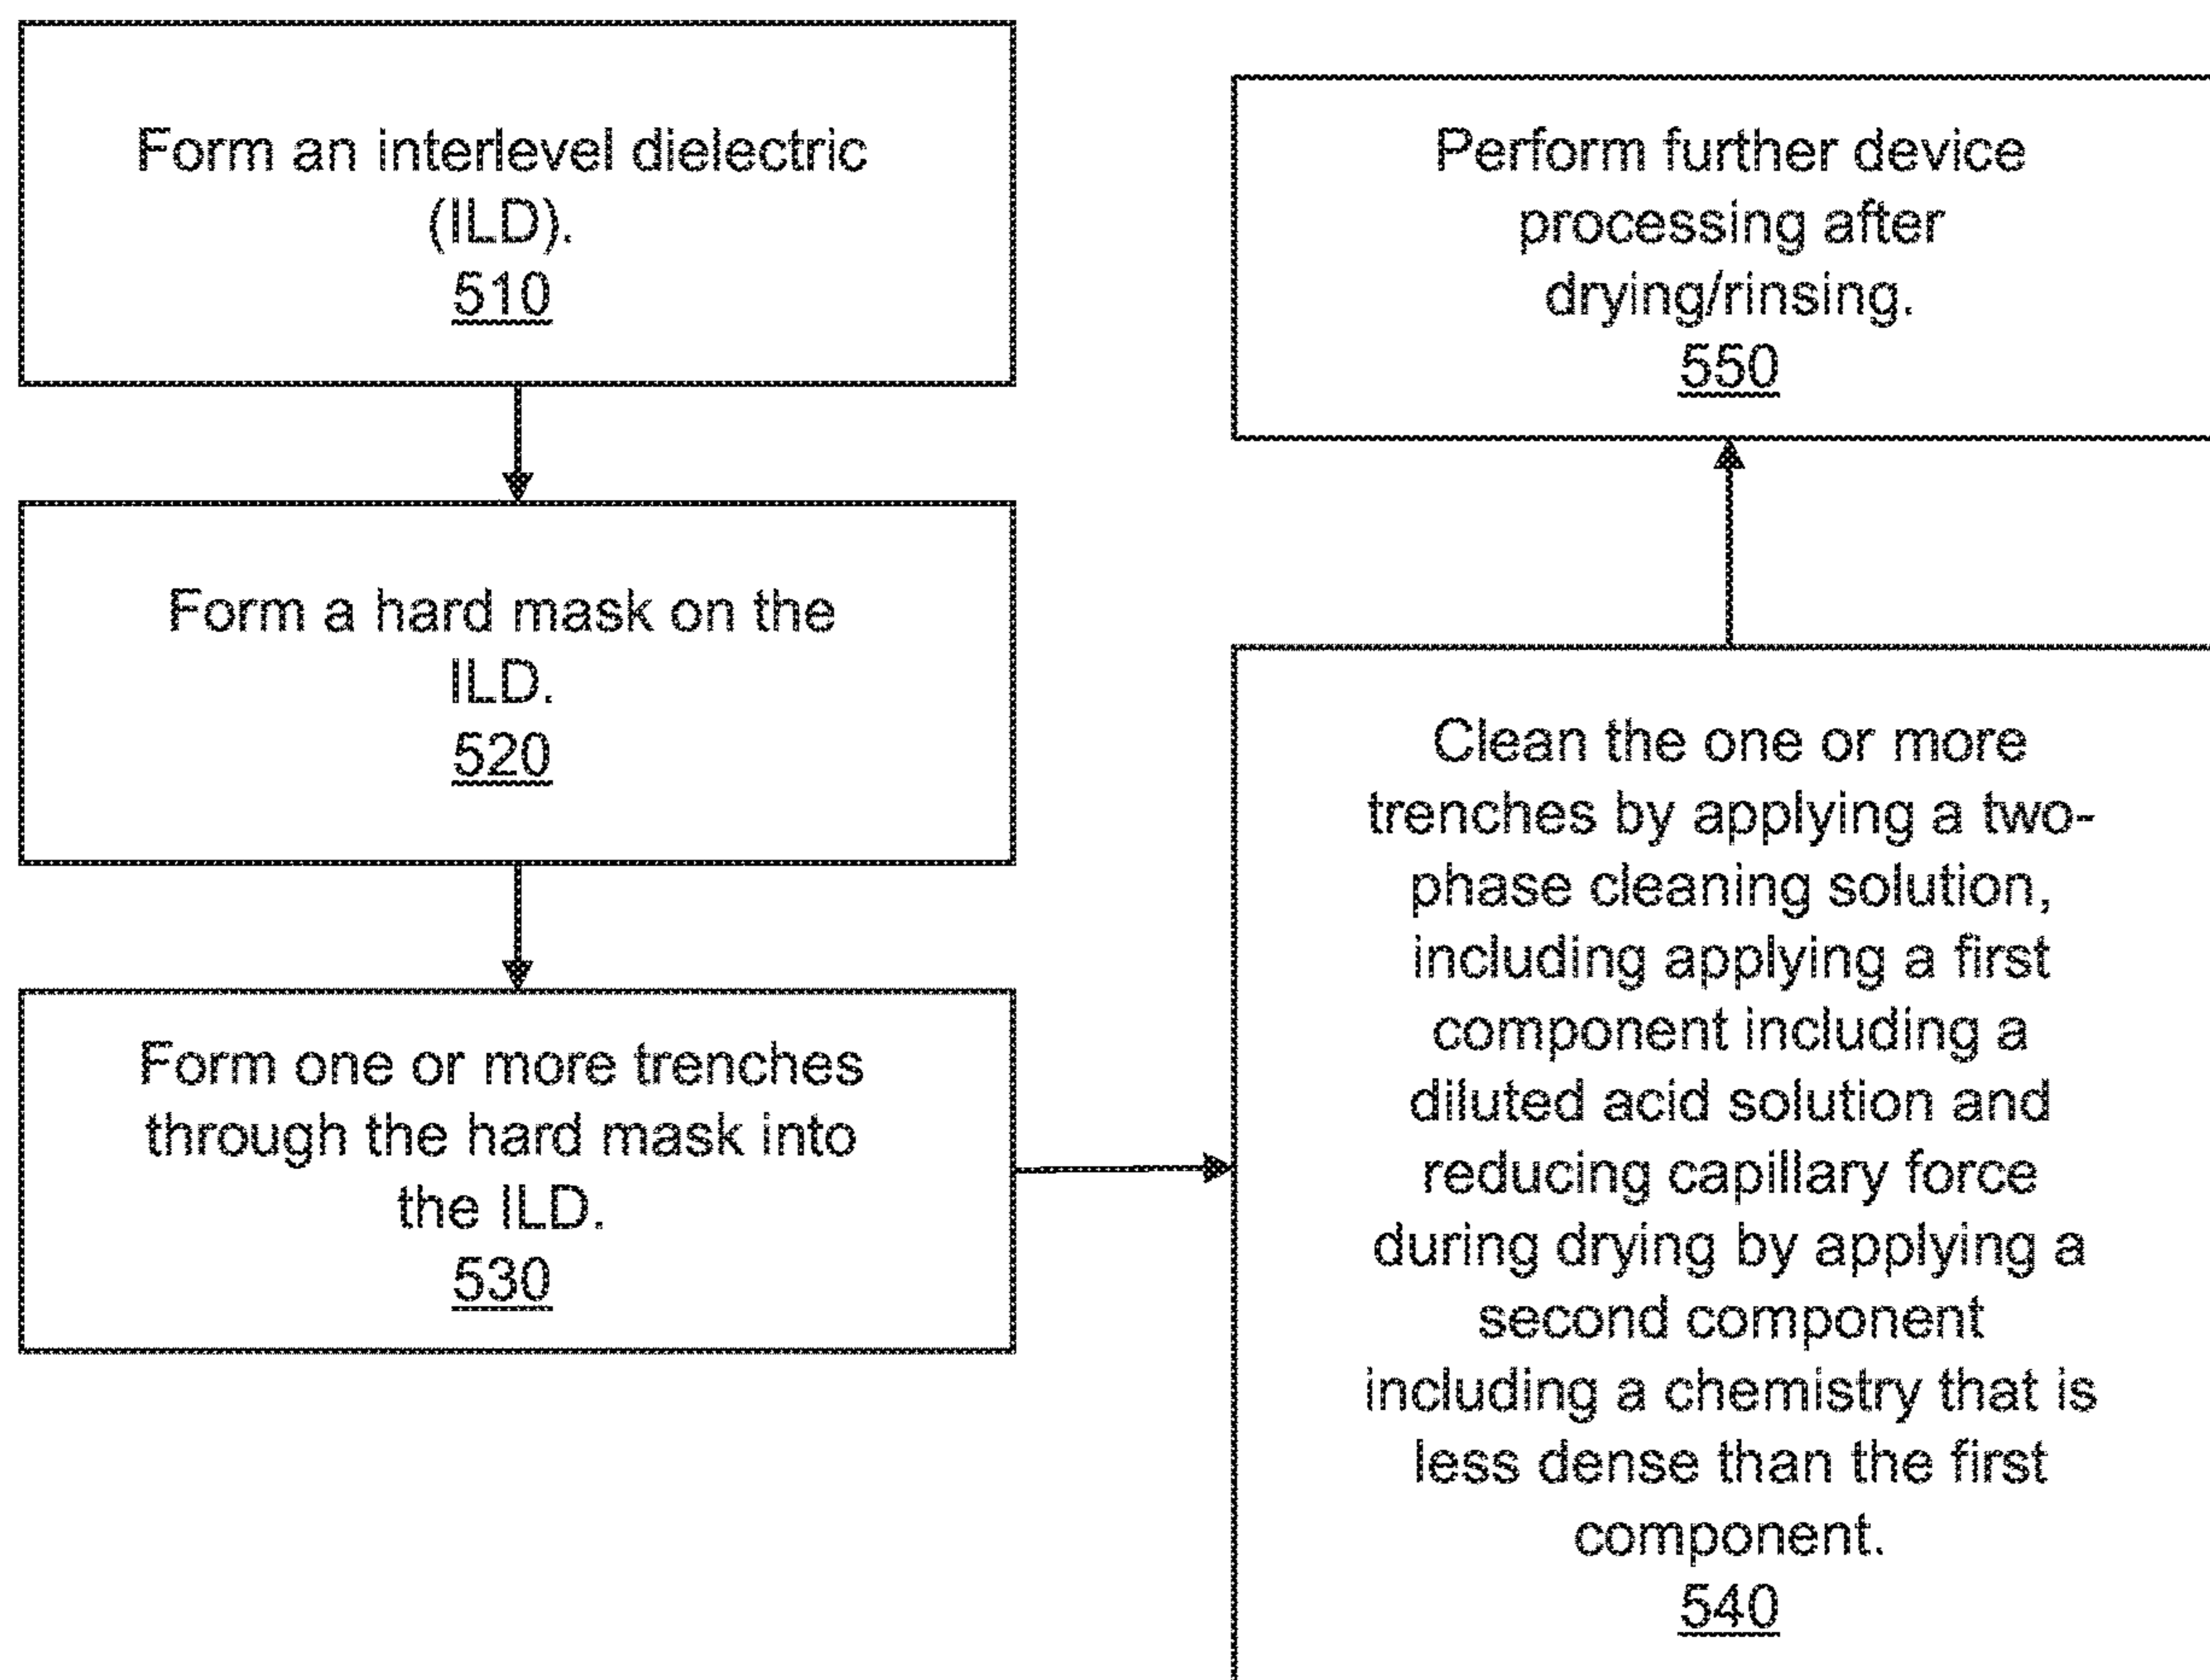 Form an interlevel dielectric
(ILD).
510
Form a hard mask on the
ILD.
520
Form one or more trenches
through the hard mask into
the ILD.
530
Clean the one or more
trenches by applying a two-
phase cleaning solution,
including applying a first
component including a
diluted acid solution and
reducing capillary force
during drying by applying a
second component
including a chemistry that is
less dense than the first
component.
540
Perform further device
processing after
drying/rinsing.
550